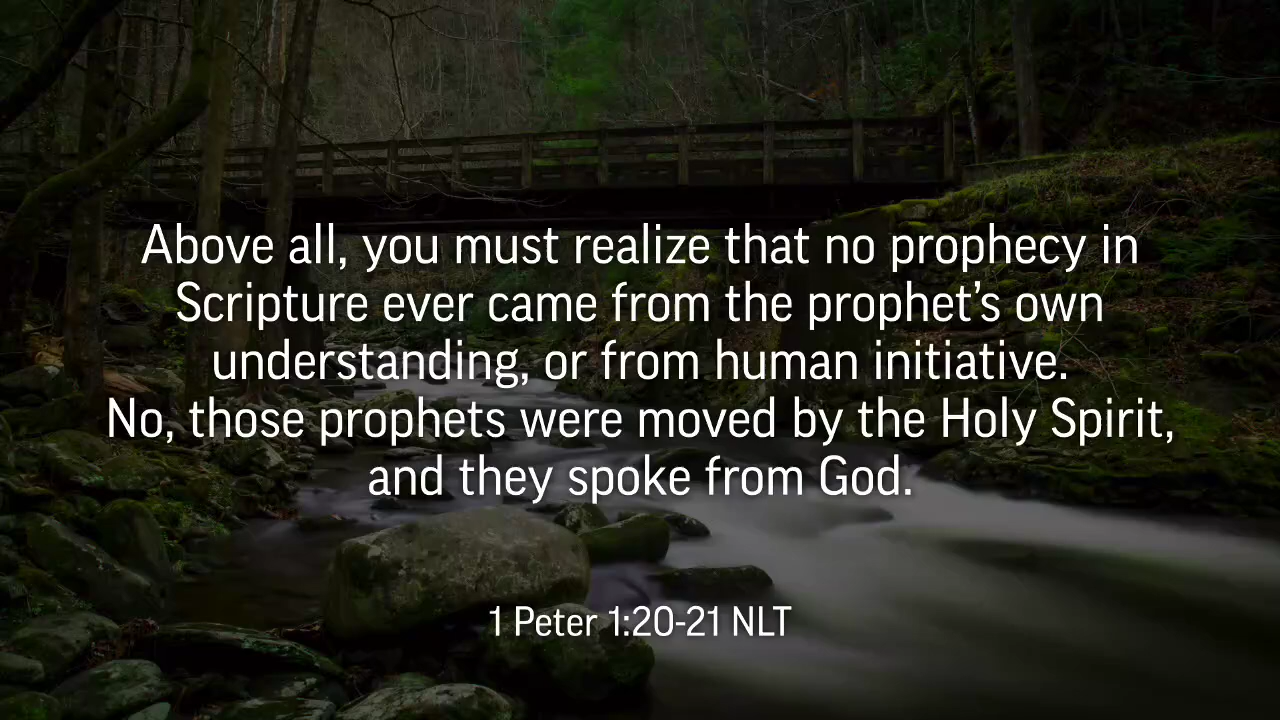 Above all, you must realize that no prophecy in
Scripture ever came from the prophet’s own
understanding, or from human initiative.
No, those prophets were moved by the Holy Spirit,
and they spoke from God.
1 Peter 1:20-21 NLT